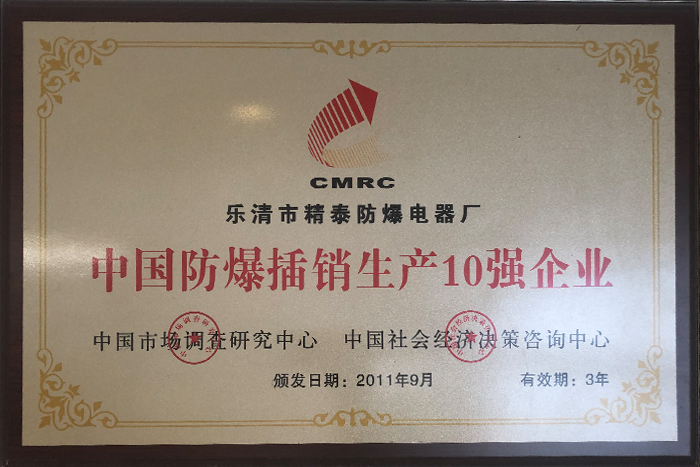 CMRC
乐清市精泰防爆电器厂
中国防爆插销生产10强企业
中国市场调查研究中心 中国社会经济决策咨询中心
颁发日期：2011年9月 有效期：3年